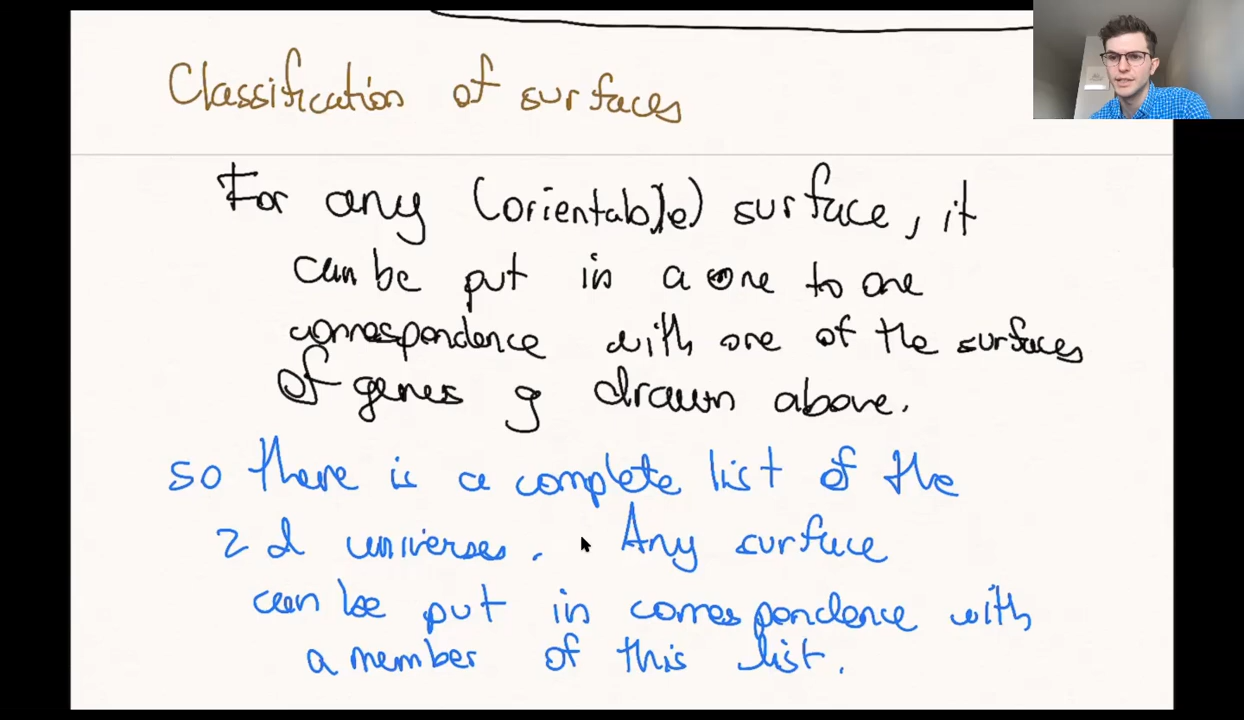 Classification of surfaces
For any (orientable) surface, it
can be put in a one to one
correspondence with one of the surfaces
of genes g drawn above.
so there is a complete list of the
2d universes. Any surface
can be put in correspondence with
a member of this list.